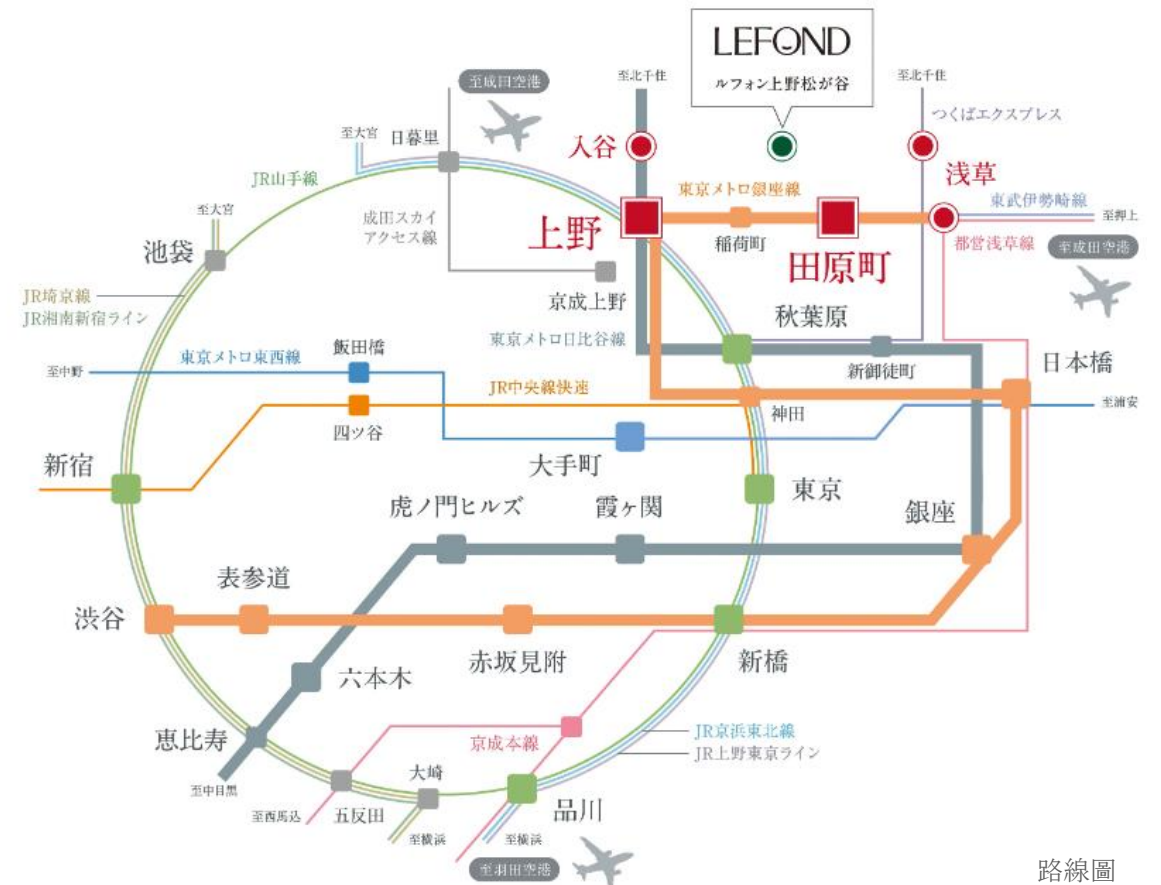 LEFOND
ルフォン上野松が谷
至成田空港
至北千住
至北千住
つくばエクスプレス
至大宮
日暮里
入谷
浅草
JR山手線
東京メトロ銀座線
東武伊勢崎線
至押上
至大宮
成田スカイ
アクセス線
上野
稲荷町
田原町
都営浅草線
至成田空港
池袋
京成上野
秋葉原
JR埼京線
JR湘南新宿ライン
東京メトロ日比谷線
飯田橋
新御徒町
日本橋
至中野
東京メトロ東西線
JR中央線快速
至浦安
四ツ谷
神田
新宿
大手町
東京
虎ノ門ヒルズ
霞ヶ関
銀座
表参道
渋谷
赤坂見附
新橋
六本木
恵比寿
京成本線
JR京浜東北線
JR上野東京ライン
大崎
至中目黒
至西馬込
五反田
品川
至横浜
至横浜
至羽田空港
路線圖